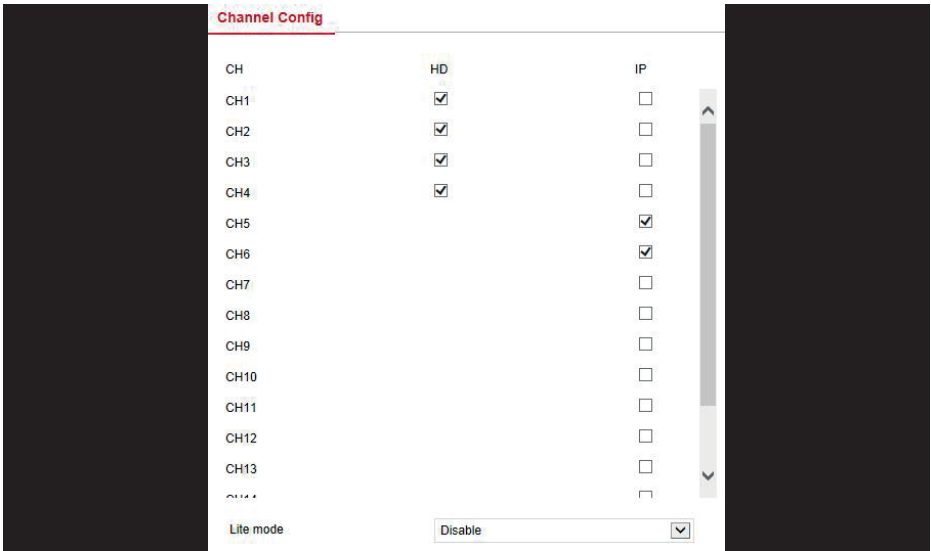 Channel Config
CH HD IP
CH1
CH2
CH3
CH4
CH5
CH6
CH7
CH8
CH9
CH10
CH11
CH12
CH13
Lite mode Disable